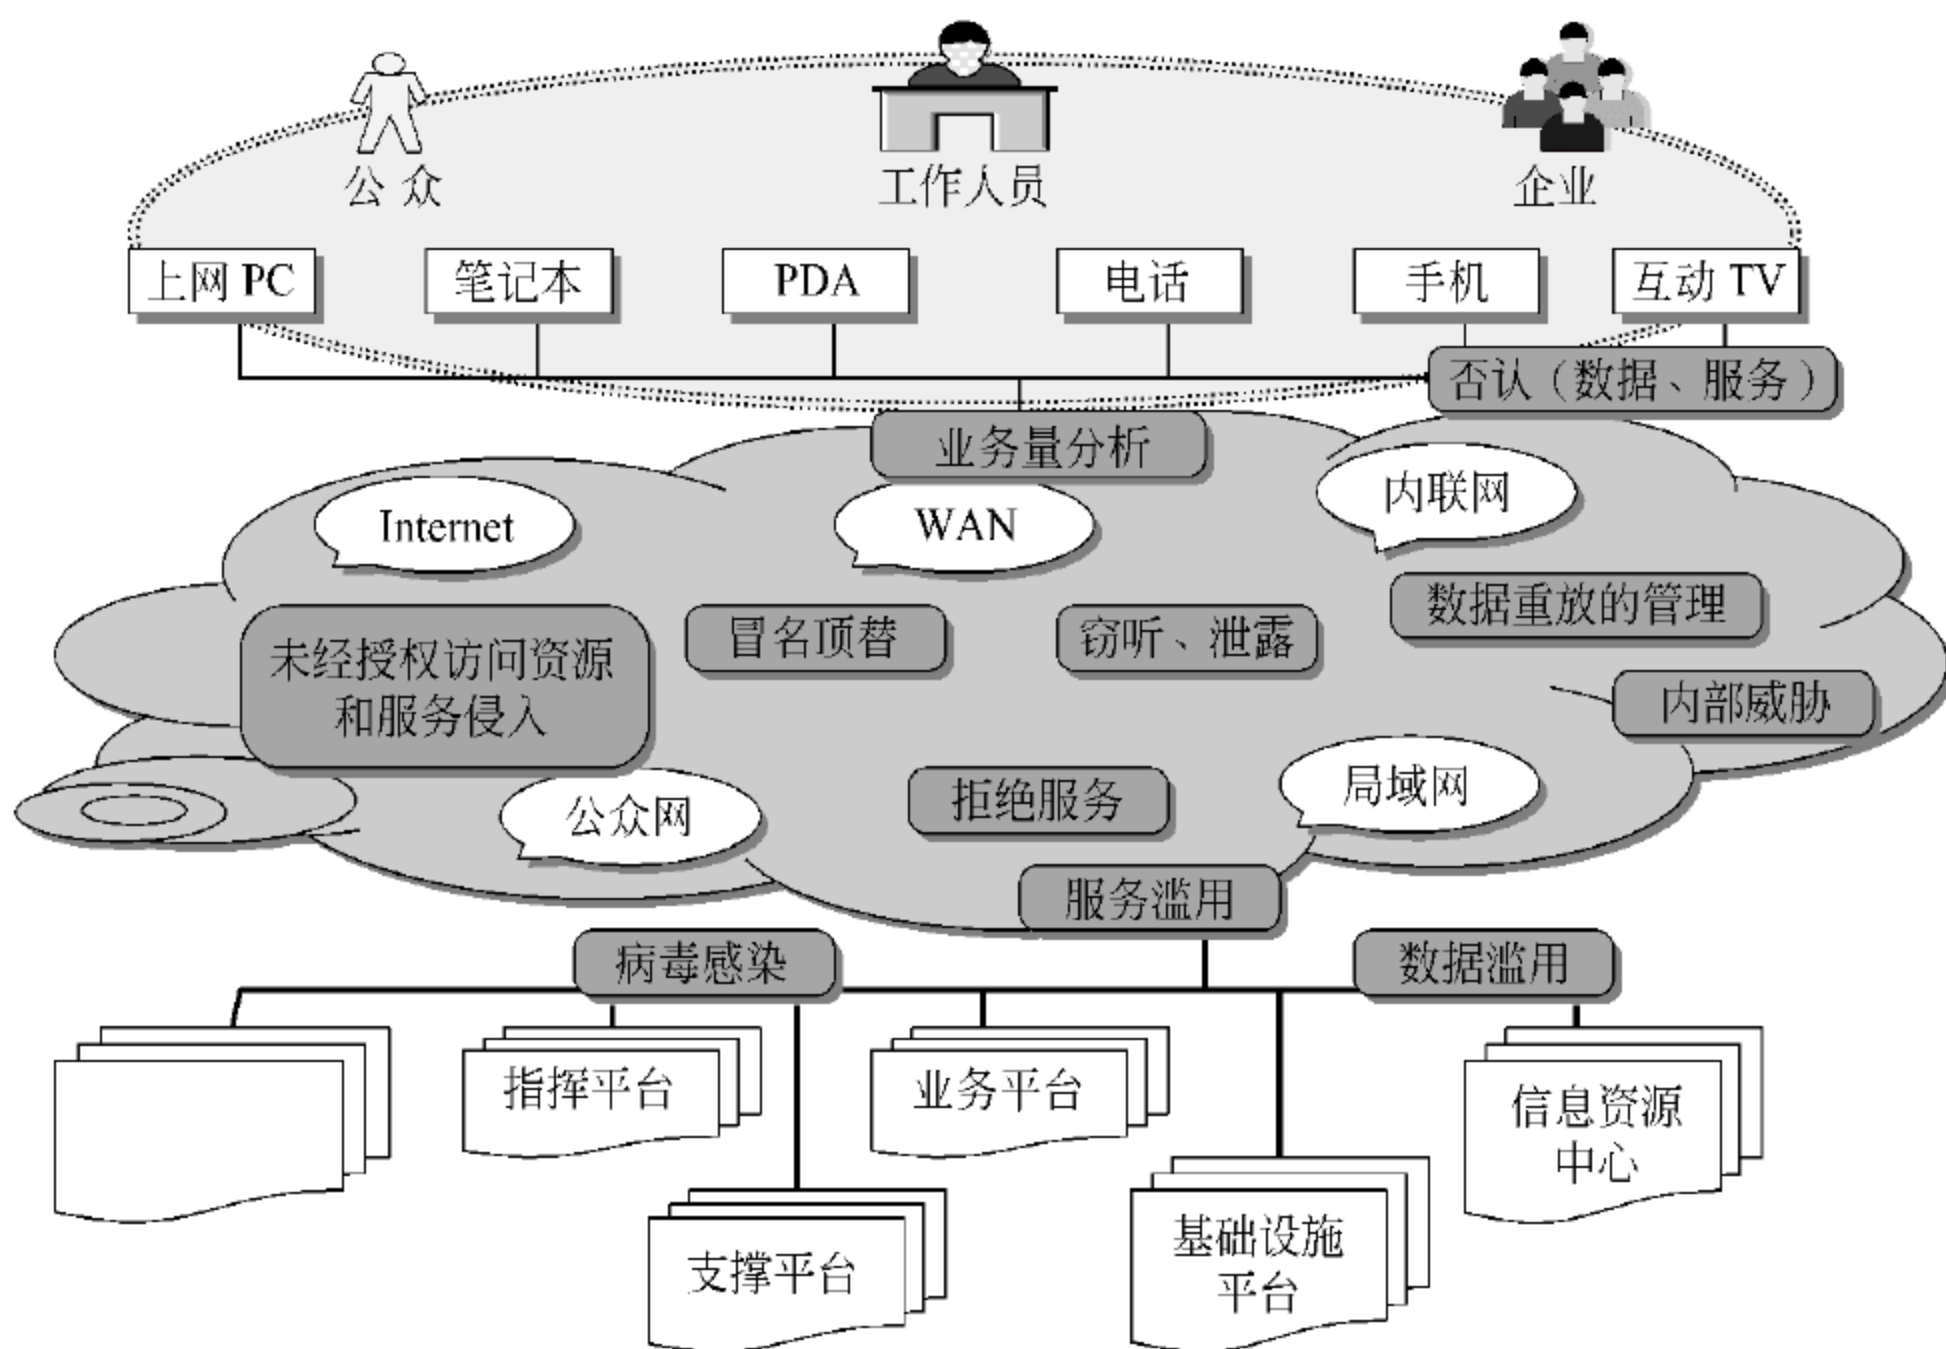 公 众
工作人员
企业
上网 PC
笔记本
PDA
电话
手机
互动 TV
否认（数据、服务）
业务量分析
Internet
WAN
内联网
未经授权访问资源
和服务侵入
冒名顶替
窃听、泄露
数据重放的管理
内部威胁
公众网
拒绝服务
局域网
服务滥用
病毒感染
数据滥用
指挥平台
业务平台
信息资源
中心
支撑平台
基础设施
平台